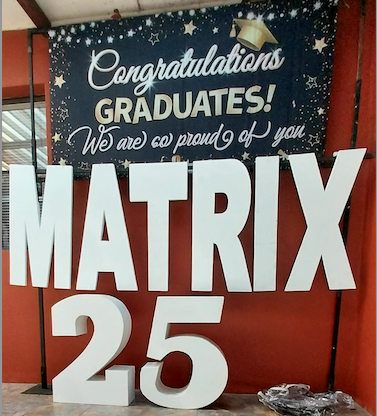 Congratulations
GRADUATES!
We are so proud of you
MATRIX
25